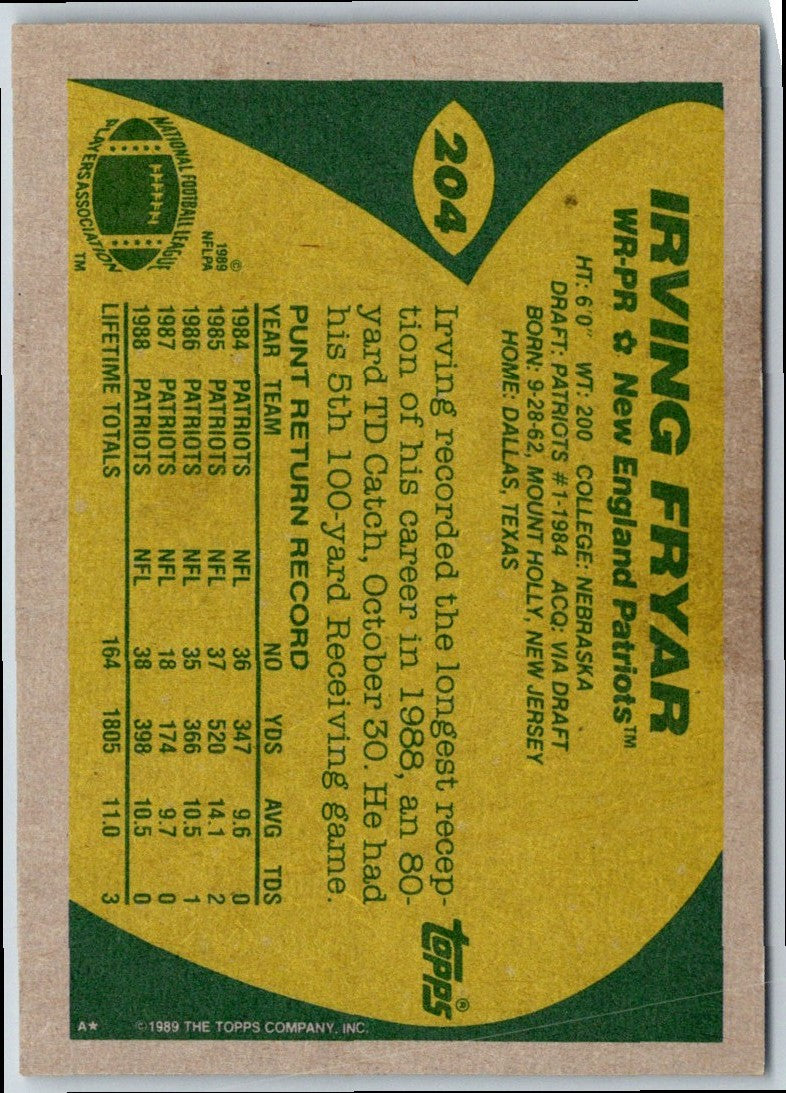 204
IRVING FRYAR
WR-PR ✩ New England Patriots™
HT: 6'0" WT: 200 COLLEGE: NEBRASKA
DRAFT: PATRIOTS #1-1984 ACQ: VIA DRAFT
BORN: 9-28-62, MOUNT HOLLY, NEW JERSEY
HOME: DALLAS, TEXAS
Irving recorded the longest recep-
tion of his career in 1988, an 80-
yard TD Catch, October 30. He had
his 5th 100-yard Receiving game.
topps®
PUNT RETURN RECORD
YEAR TEAM NO YDS AVG TDS
1984 PATRIOTS NFL 36 347 9.6 0
1985 PATRIOTS NFL 37 520 14.1 2
1986 PATRIOTS NFL 35 366 10.5 1
1987 PATRIOTS NFL 18 174 9.7 0
1988 PATRIOTS NFL 38 398 10.5 0
LIFETIME TOTALS 164 1805 11.0 3
NATIONAL FOOTBALL LEAGUE
PLAYERS ASSOCIATION
TM
©
1989
NFLPA
A★ ©1989 THE TOPPS COMPANY, INC.